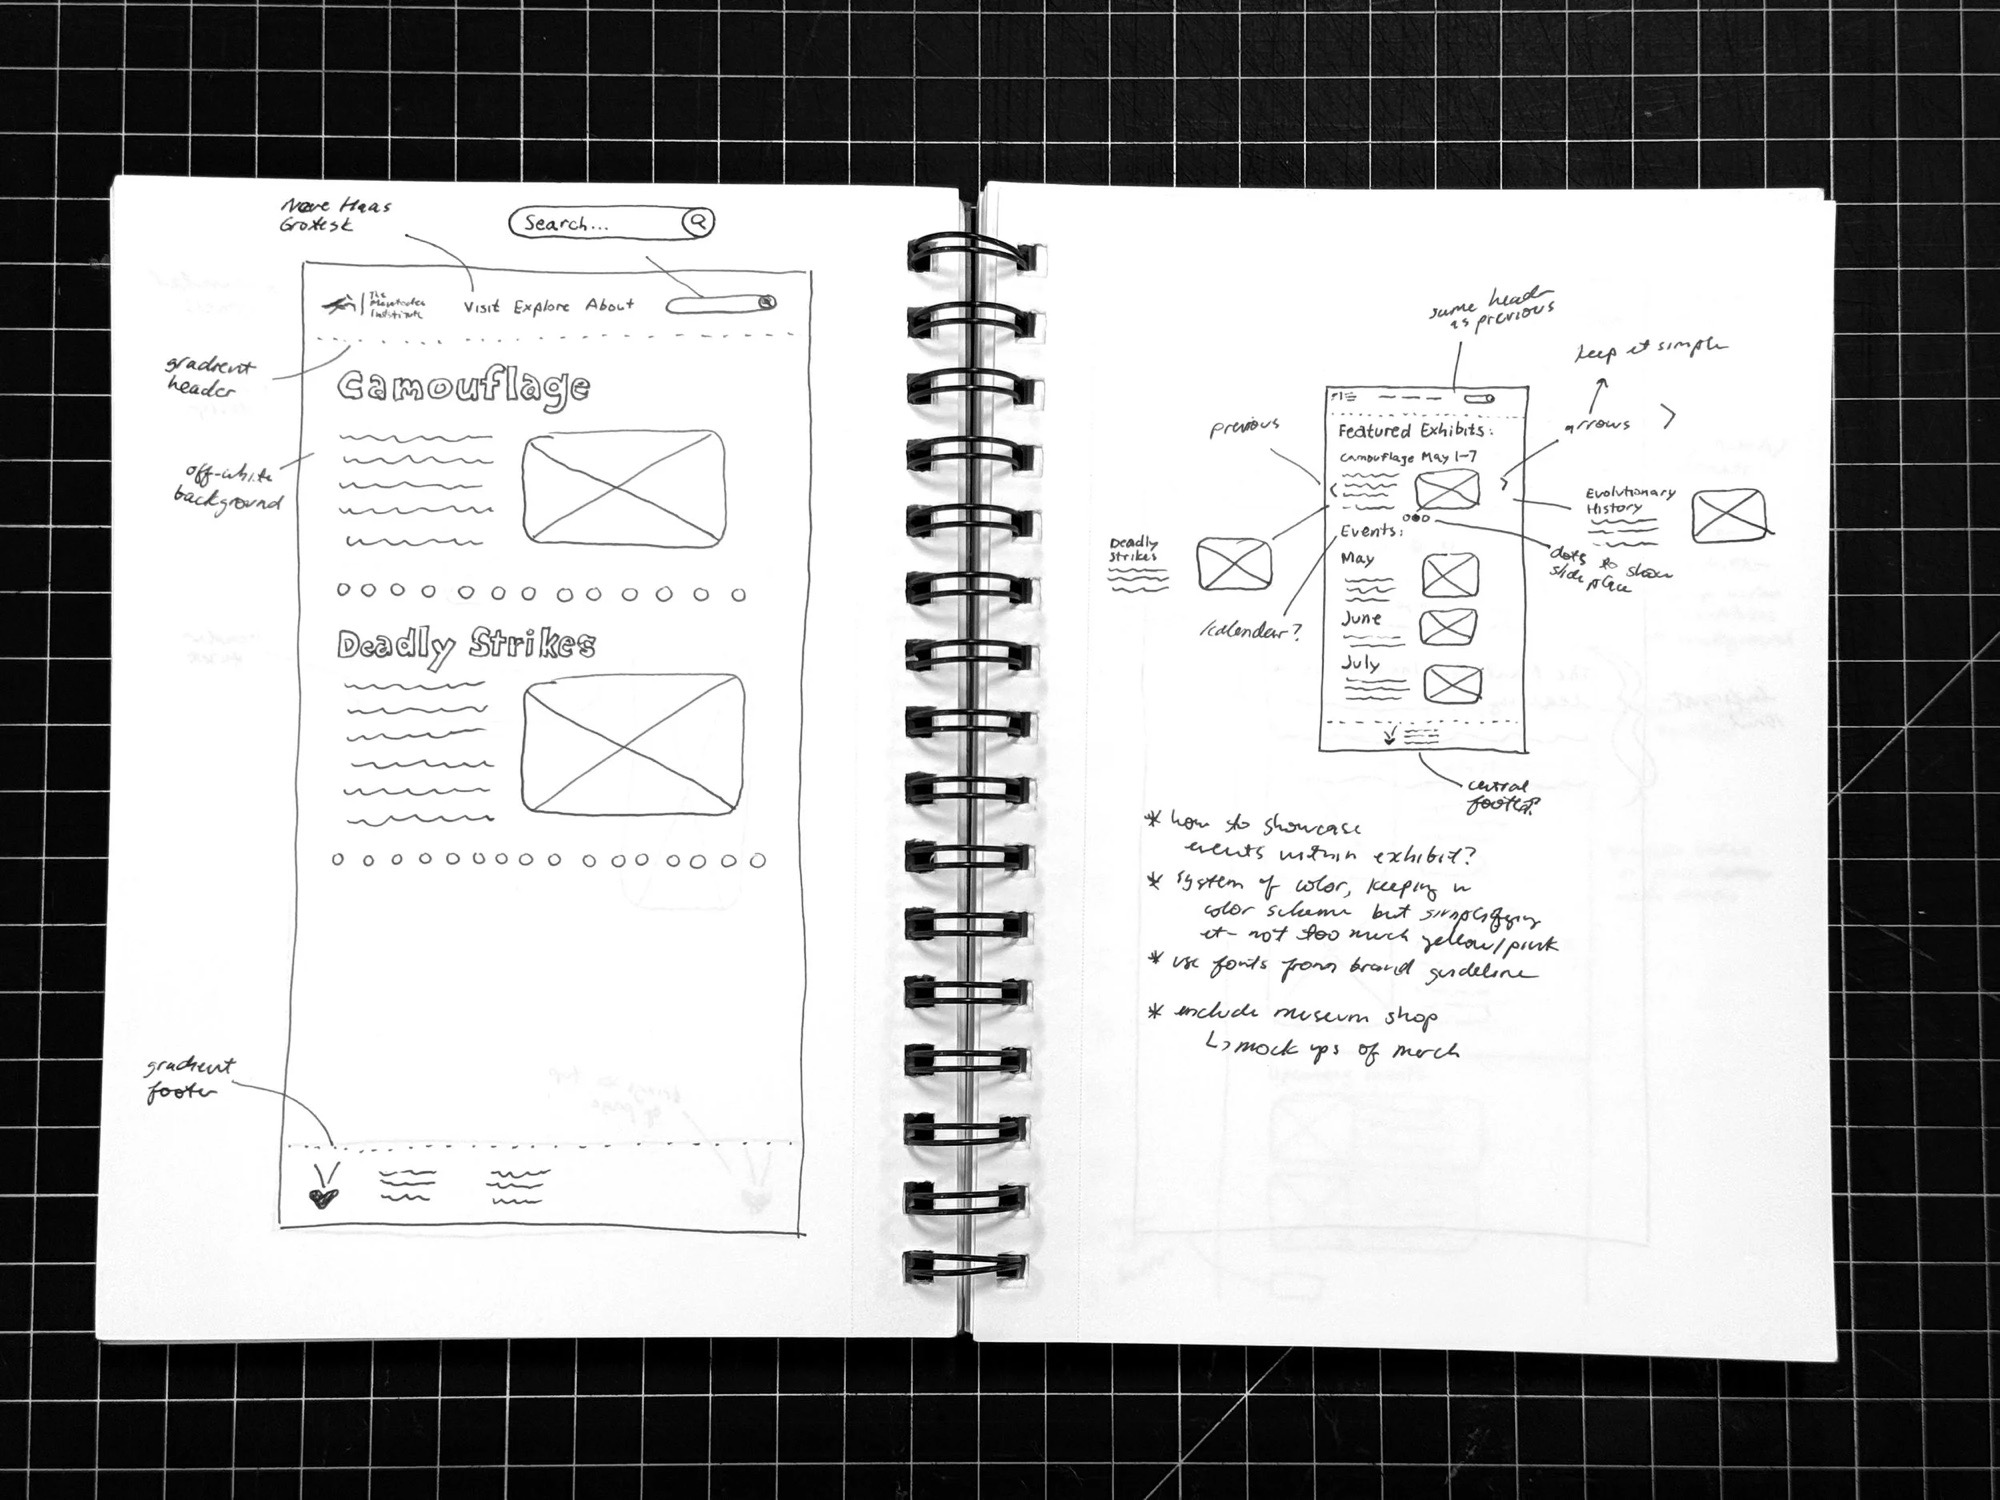 Neue Haas
Grotesk
Search...
The
Mantodea
Institute
Visit Explore About
gradient
header
Camouflage
off-white
background
Deadly Strikes
gradient
footer
same header
as previous
keep it simple
previous
arrows
Featured Exhibits:
Camouflage May 1-7
Evolutionary
History
Deadly
Strikes
Events:
dots to show
slide place
May
/calendar?
June
July
central
footer?
* how to showcase
events within exhibit?
* system of color, keeping in
color scheme but simplifying
it - not too much yellow/pink
* use fonts from brand guideline
* include museum shop
↳ mock ups of merch